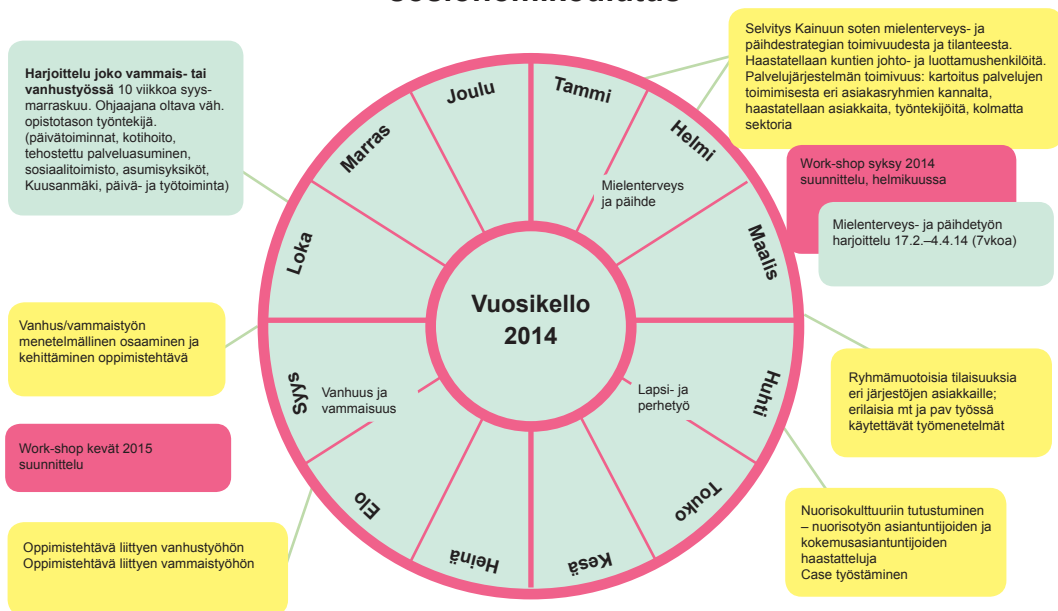 Harjoittelu joko vammais- tai
vanhustyössä 10 viikkoa syys-
marraskuu. Ohjaajana oltava väh.
opistotason työntekijä.
(päivätoiminnat, kotihoito,
tehostettu palveluasuminen,
sosiaalitoimisto, asumisyksiköt,
Kuusanmäki, päivä- ja työtoiminta)
Selvitys Kainuun soten mielenterveys- ja
päihdestrategian toimivuudesta ja tilanteesta.
Haastatellaan kuntien johto- ja luottamushenkilöitä.
Palvelujärjestelmän toimivuus: kartoitus palvelujen
toimimisesta eri asiakasryhmien kannalta,
haastatellaan asiakkaita, työntekijöitä, kolmatta
sektoria
Work-shop syksy 2014
suunnittelu, helmikuussa
Mielenterveys- ja päihdetyön
harjoittelu 17.2.–4.4.14 (7vkoa)
Tammi
Helmi
Maalis
Huhti
Touko
Kesä
Heinä
Elo
Syys
Loka
Marras
Joulu
Mielenterveys
ja päihde
Vuosikello
2014
Lapsi- ja
perhetyö
Vanhuus ja
vammaisuus
Vanhus/vammaistyön
menetelmällinen osaaminen ja
kehittäminen oppimistehtävä
Work-shop kevät 2015
suunnittelu
Oppimistehtävä liittyen vanhustyöhön
Oppimistehtävä liittyen vammaistyöhön
Ryhmämuotoisia tilaisuuksia
eri järjestöjen asiakkaille;
erilaisia mt ja pav työssä
käytettävät työmenetelmät
Nuorisokulttuuriin tutustuminen
– nuorisotyön asiantuntijoiden ja
kokemusasiantuntijoiden
haastatteluja
Case työstäminen